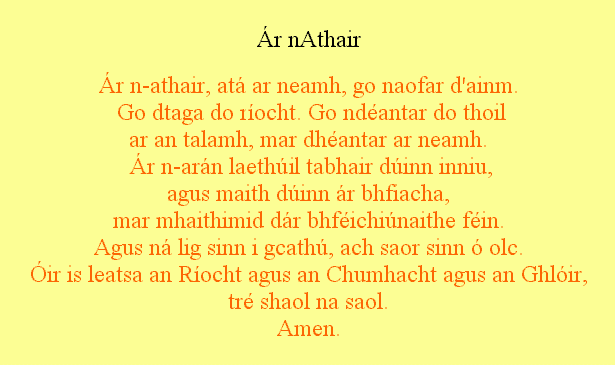 Ár nAthair
Ár n-athair, atá ar neamh, go naofar d'ainm.
Go dtaga do ríocht. Go ndéantar do thoil
ar an talamh, mar dhéantar ar neamh.
Ár n-arán laethúil tabhair dúinn inniu,
agus maith dúinn ár bhfiacha,
mar mhaithimid dár bhféichiúnaithe féin.
Agus ná lig sinn i gcathú, ach saor sinn ó olc.
Óir is leatsa an Ríocht agus an Chumhacht agus an Ghlóir,
tré shaol na saol.
Amen.